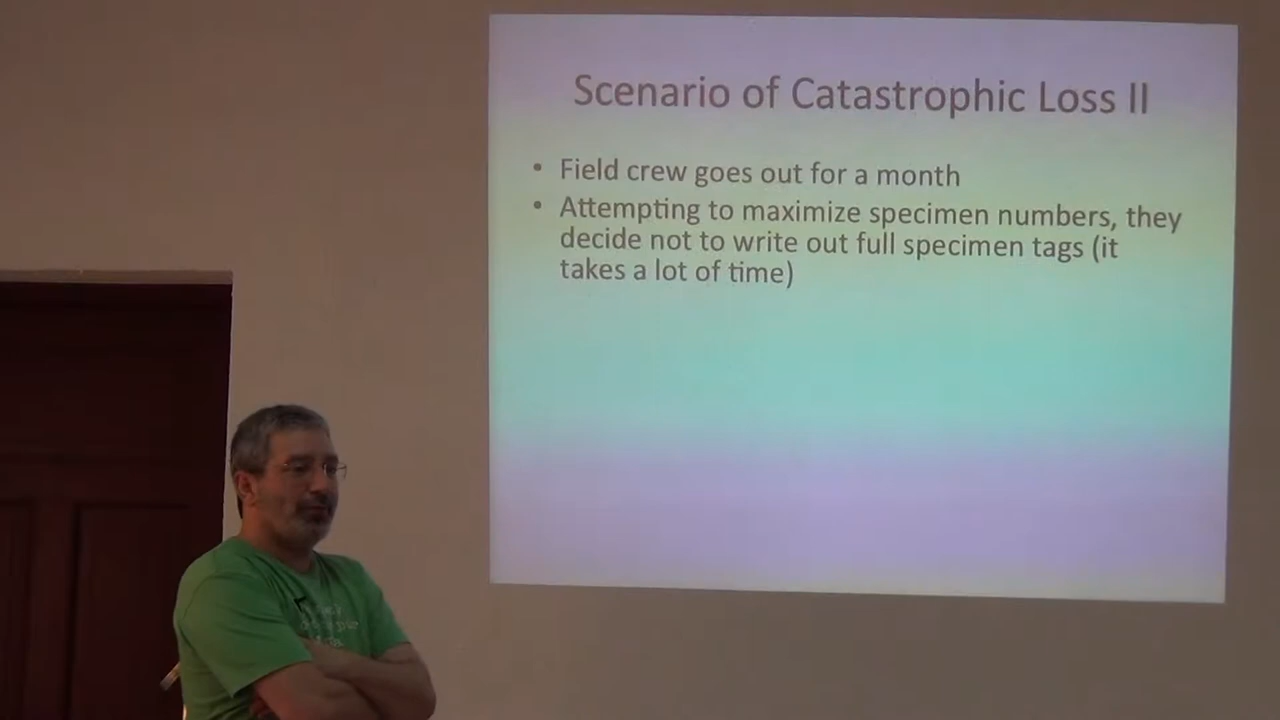 Scenario of Catastrophic Loss II
• Field crew goes out for a month
• Attempting to maximize specimen numbers, they
decide not to write out full specimen tags (it
takes a lot of time)